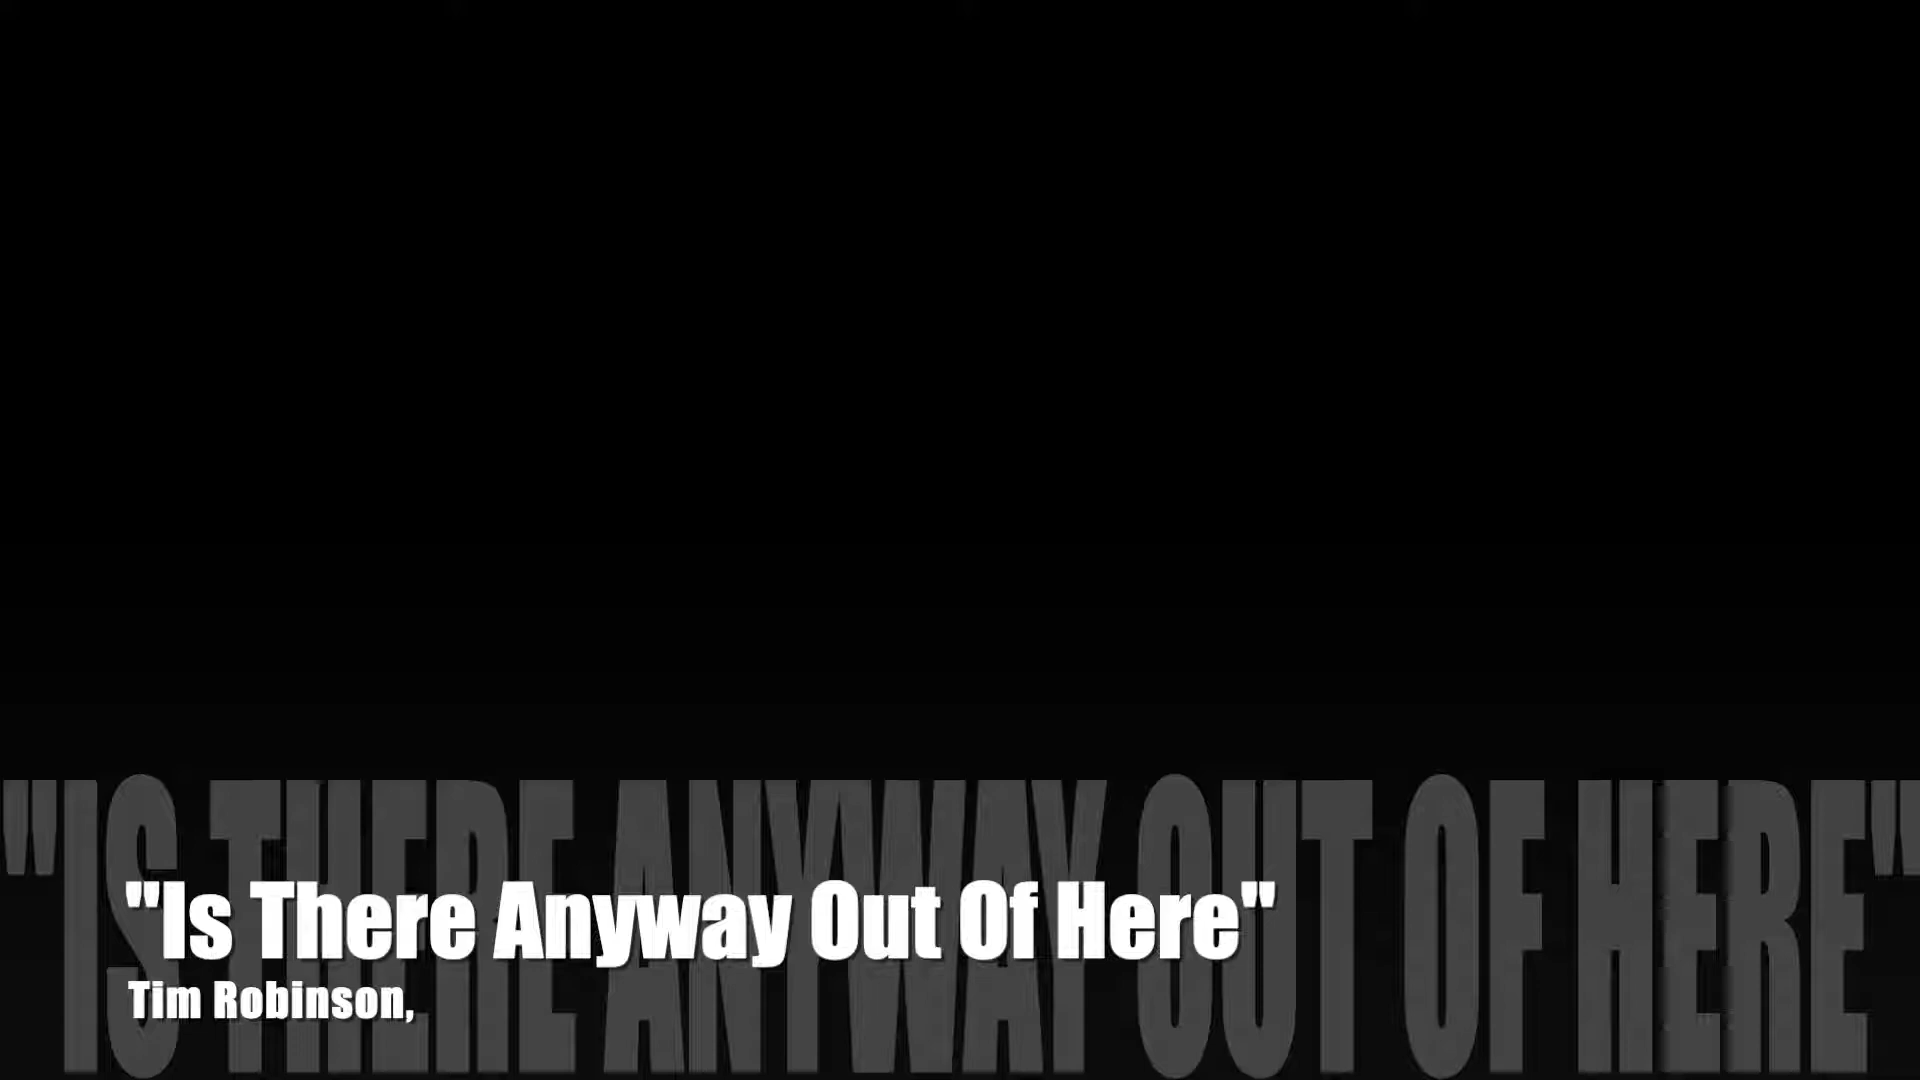 "IS THERE ANYWAY OUT OF HERE"
"Is There Anyway Out Of Here"
Tim Robinson,